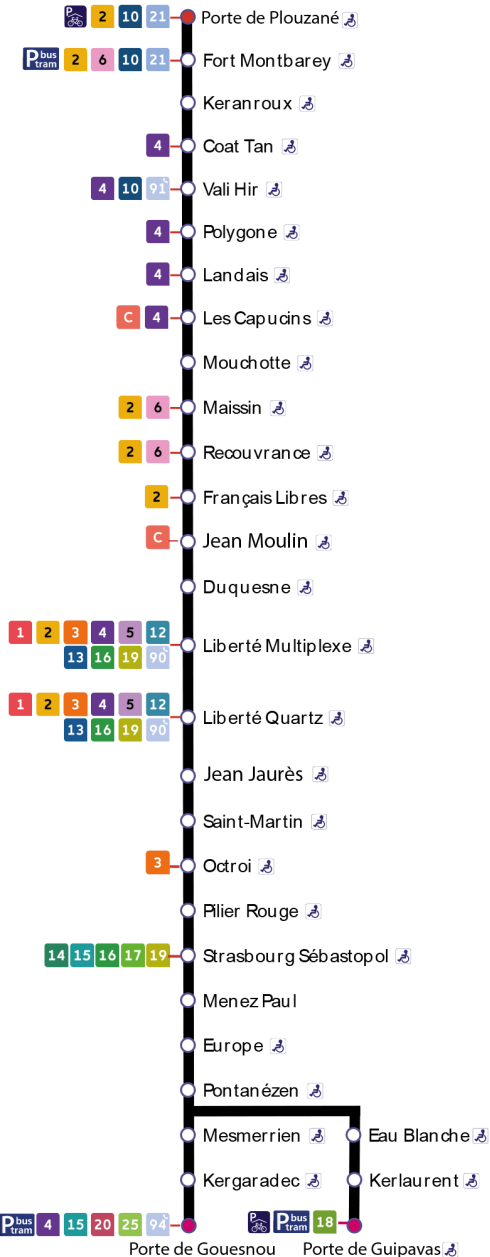 P 2 10 21 Porte de Plouzané
P bus tram 2 6 10 21 Fort Montbarey
Keranroux
4 Coat Tan
4 10 91 Vali Hir
4 Polygone
4 Landais
C 4 Les Capucins
Mouchotte
2 6 Maissin
2 6 Recouvrance
2 Français Libres
C Jean Moulin
Duquesne
1 2 3 4 5 12
13 16 19 90 Liberté Multiplexe
1 2 3 4 5 12
13 16 19 90 Liberté Quartz
Jean Jaurès
Saint-Martin
3 Octroi
Pilier Rouge
14 15 16 17 19 Strasbourg Sébastopol
Menez Paul
Europe
Pontanézen
Mesmerrien Eau Blanche
Kergaradec Kerlaurent
P bus tram 4 15 20 25 94 P P bus tram 18
Porte de Gouesnou Porte de Guipavas